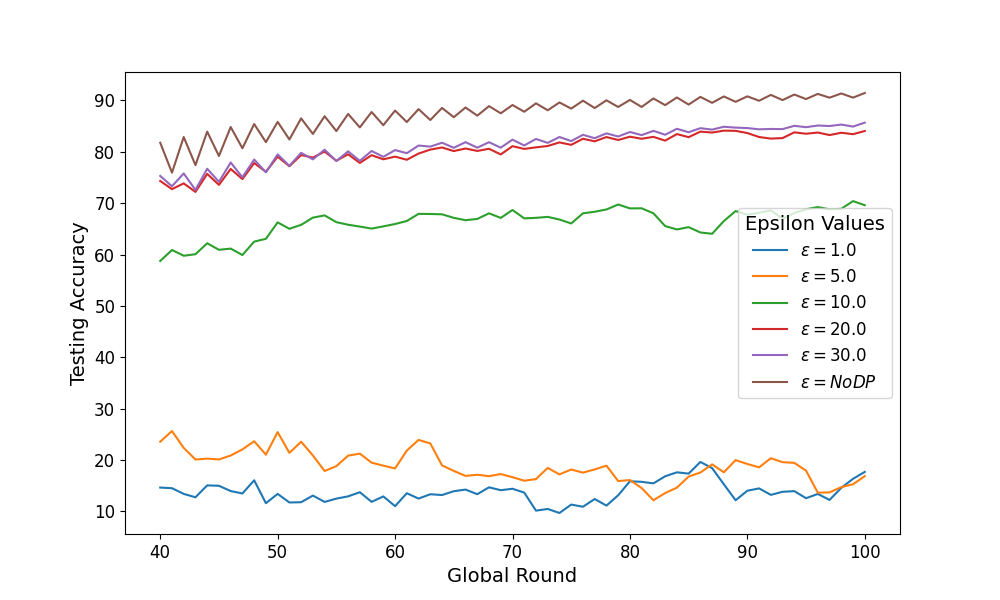 90
80
70
60
50
40
30
20
10
Testing Accuracy
40 50 60 70 80 90 100
Global Round
Epsilon Values
ε = 1.0
ε = 5.0
ε = 10.0
ε = 20.0
ε = 30.0
ε = NoDP